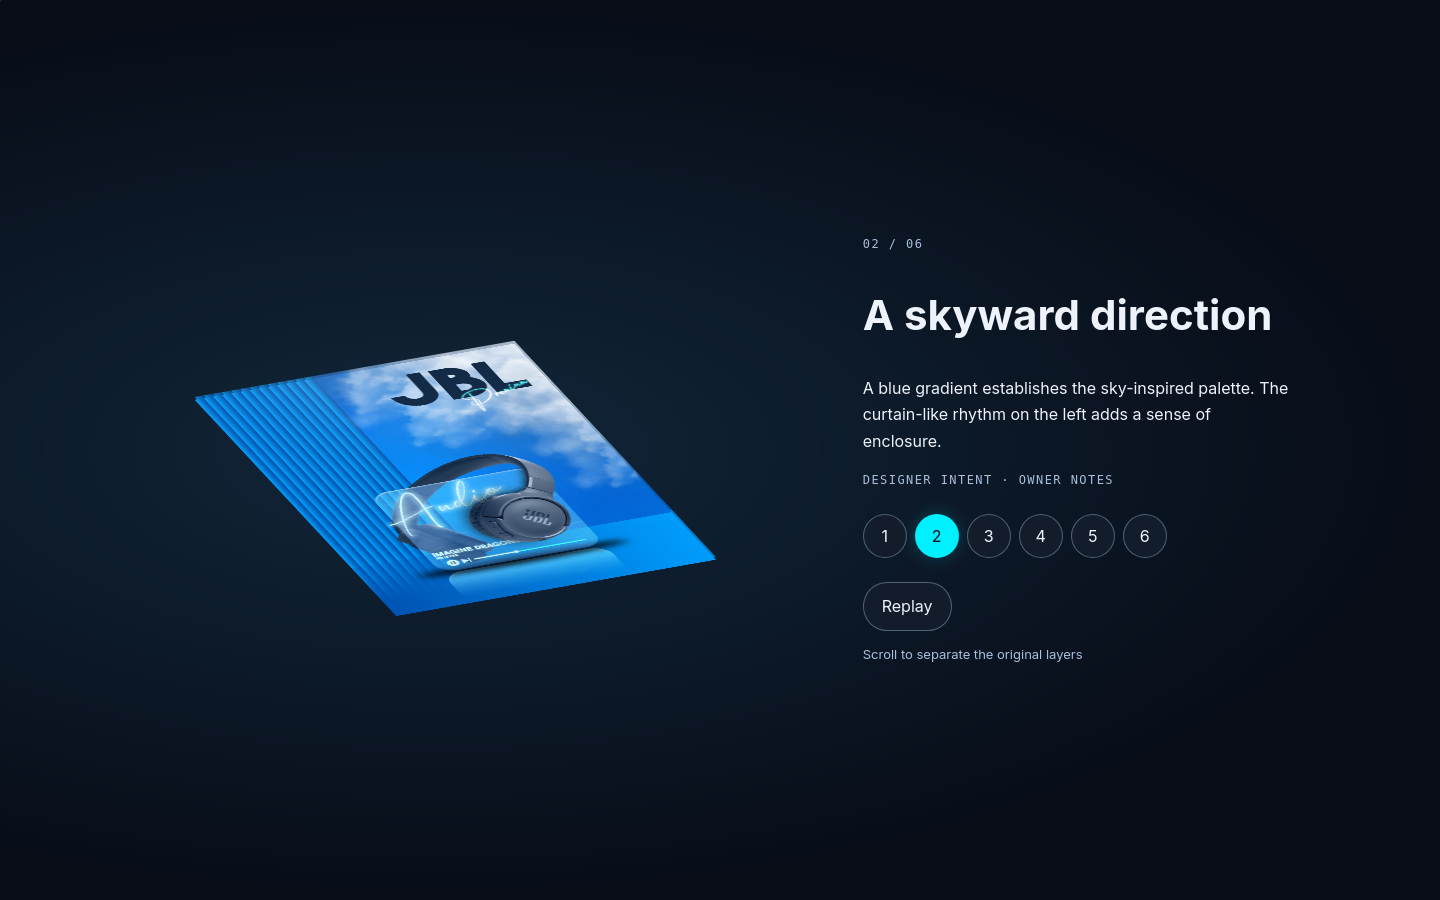 JBL
Audio
JBL
IMAGINE DRAGON
02 / 06
A skyward direction
A blue gradient establishes the sky-inspired palette. The
curtain-like rhythm on the left adds a sense of
enclosure.
DESIGNER INTENT · OWNER NOTES
1 2 3 4 5 6
Replay
Scroll to separate the original layers